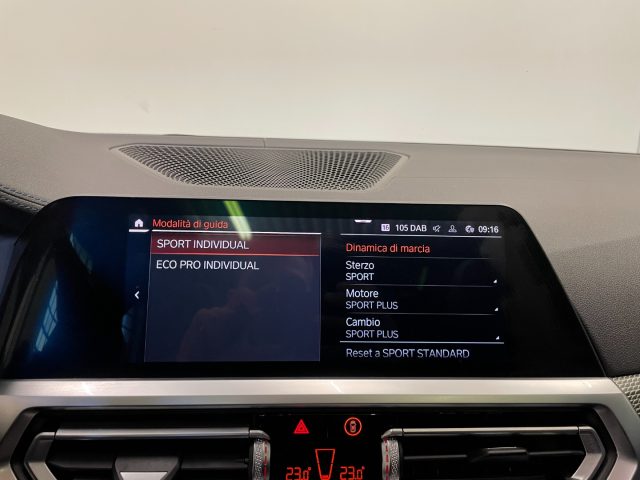 Modalità di guida
16 105 DAB 09:16
SPORT INDIVIDUAL
ECO PRO INDIVIDUAL
Dinamica di marcia
Sterzo
SPORT
Motore
SPORT PLUS
Cambio
SPORT PLUS
Reset a SPORT STANDARD
23.0° 23.0°